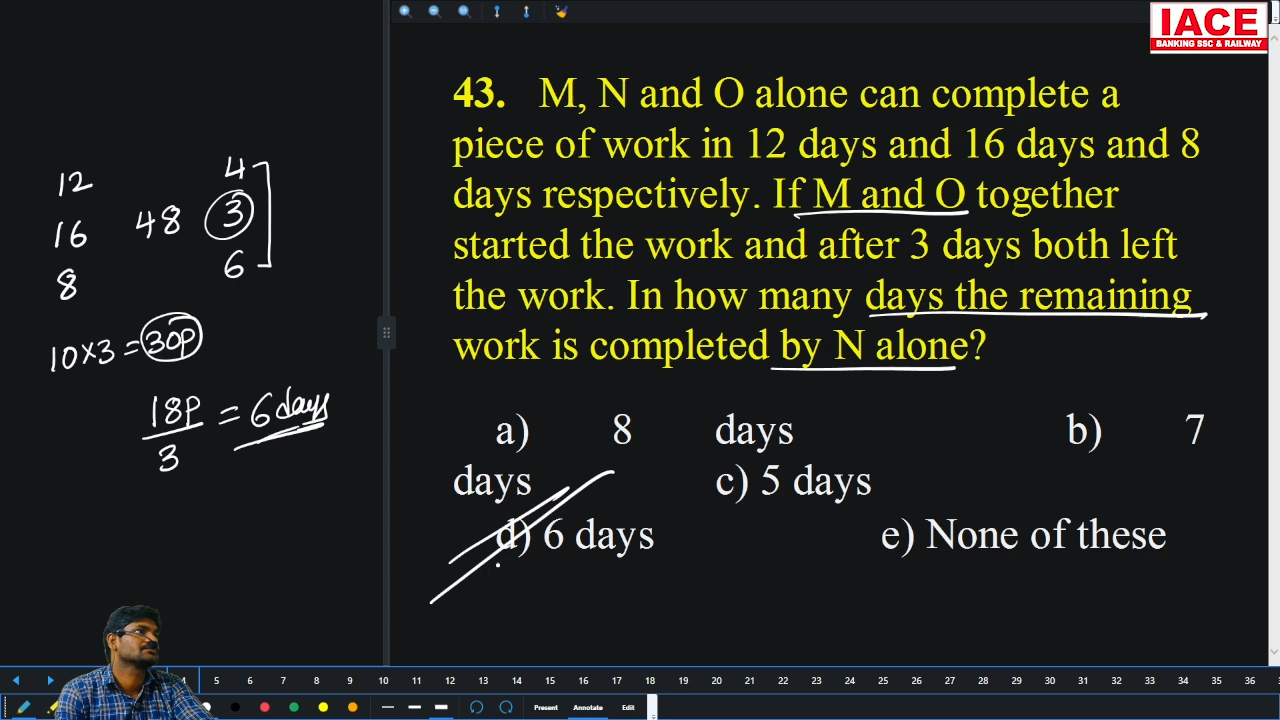 IACE
BANKING SSC & RAILWAY
43. M, N and O alone can complete a
piece of work in 12 days and 16 days and 8
days respectively. If M and O together
started the work and after 3 days both left
the work. In how many days the remaining
work is completed by N alone?
a) 8 days b) 7
days c) 5 days
d) 6 days e) None of these
12 4
16 48 3
8 6
10×3=30P
18P/3 = 6 days
4 5 6 7 8 9 10 11 12 13 14 15 16 17 18 19 20 21 22 23 24 25 26 27 28 29 30 31 32 33 34 35 36
Present Annotate Edit